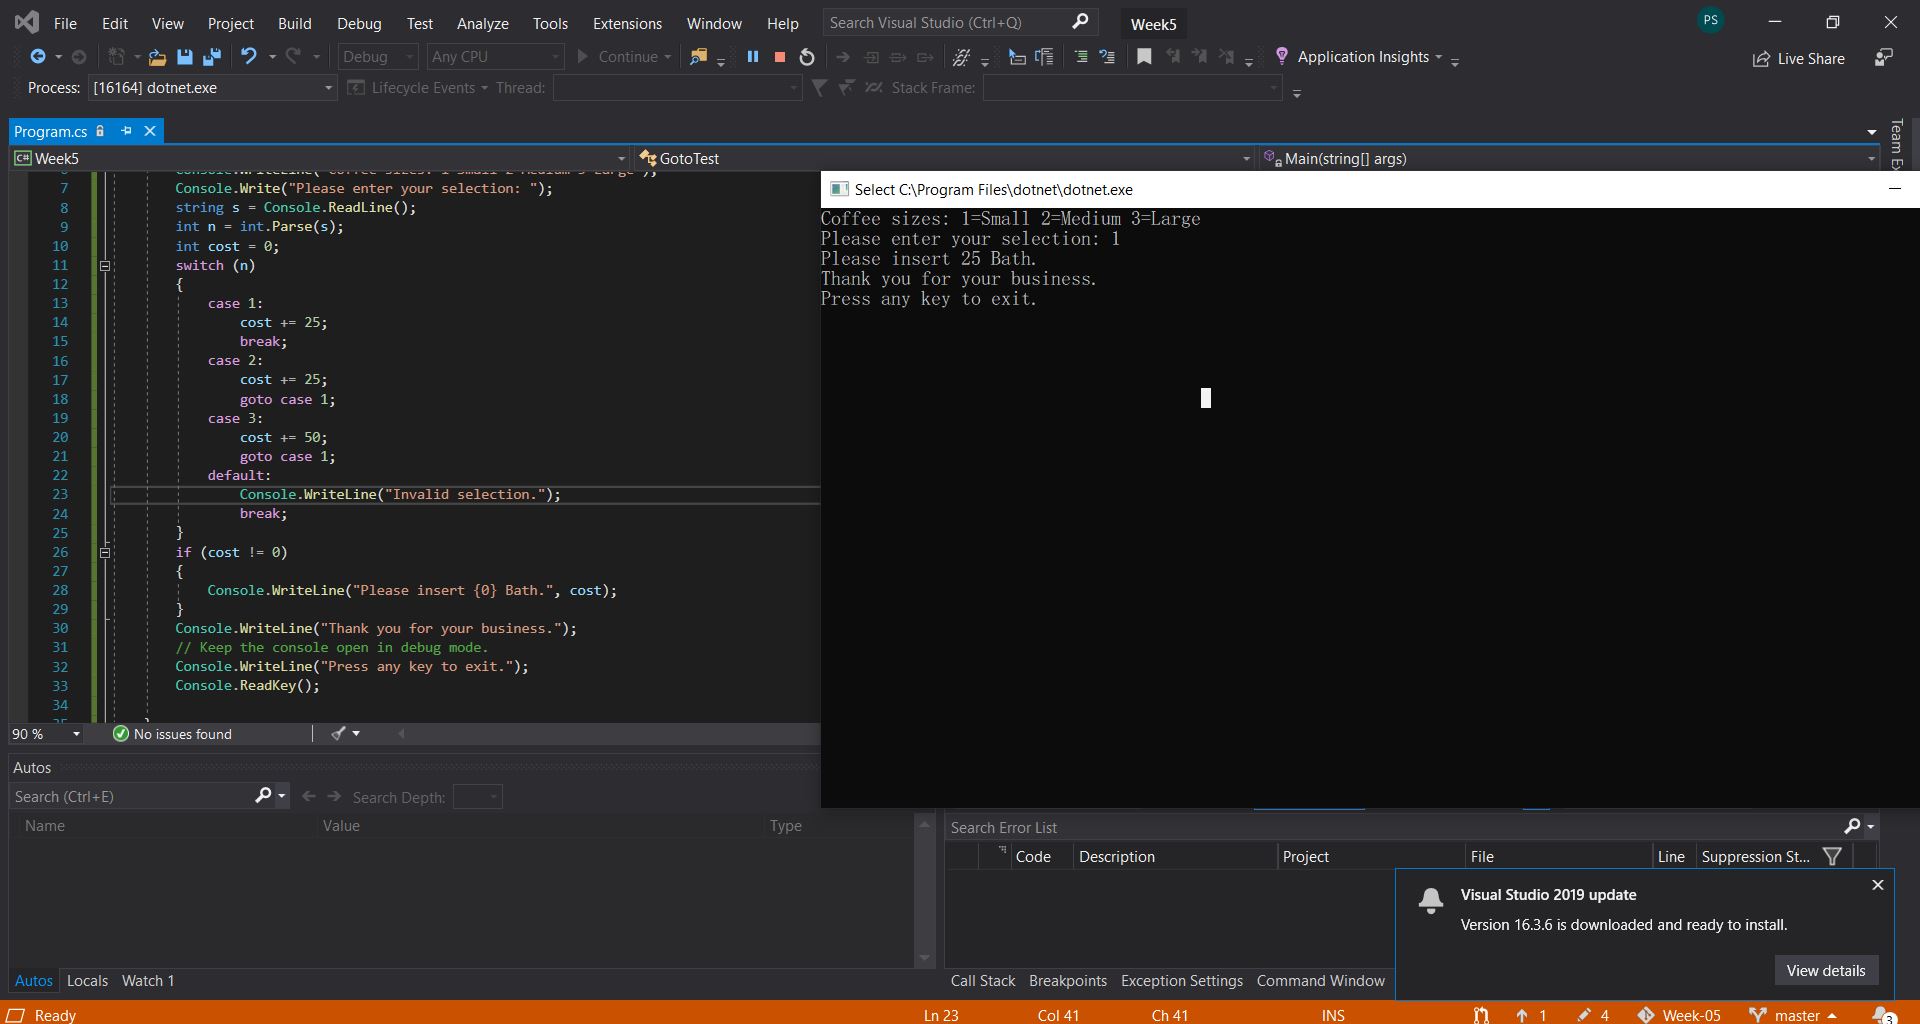 File Edit View Project Build Debug Test Analyze Tools Extensions Window Help Search Visual Studio (Ctrl+Q) Week5 PS
Debug Any CPU Continue Application Insights Live Share
Process: [16164] dotnet.exe Lifecycle Events Thread: Stack Frame:
Program.cs
Team Ex
C# Week5 GotoTest Main(string[] args)
7 Console.Write("Please enter your selection: ");
8 string s = Console.ReadLine();
9 int n = int.Parse(s);
10 int cost = 0;
11 switch (n)
12 {
13 case 1:
14 cost += 25;
15 break;
16 case 2:
17 cost += 25;
18 goto case 1;
19 case 3:
20 cost += 50;
21 goto case 1;
22 default:
23 Console.WriteLine("Invalid selection.");
24 break;
25 }
26 if (cost != 0)
27 {
28 Console.WriteLine("Please insert {0} Bath.", cost);
29 }
30 Console.WriteLine("Thank you for your business.");
31 // Keep the console open in debug mode.
32 Console.WriteLine("Press any key to exit.");
33 Console.ReadKey();
34
90 % No issues found
Select C:\Program Files\dotnet\dotnet.exe
Coffee sizes: 1=Small 2=Medium 3=Large
Please enter your selection: 1
Please insert 25 Bath.
Thank you for your business.
Press any key to exit.
Autos
Search (Ctrl+E) Search Depth:
Name Value Type
Autos Locals Watch 1
Search Error List
Code Description Project File Line Suppression St...
Call Stack Breakpoints Exception Settings Command Window
Visual Studio 2019 update
Version 16.3.6 is downloaded and ready to install.
View details
Ready Ln 23 Col 41 Ch 41 INS 1 4 Week-05 master 3